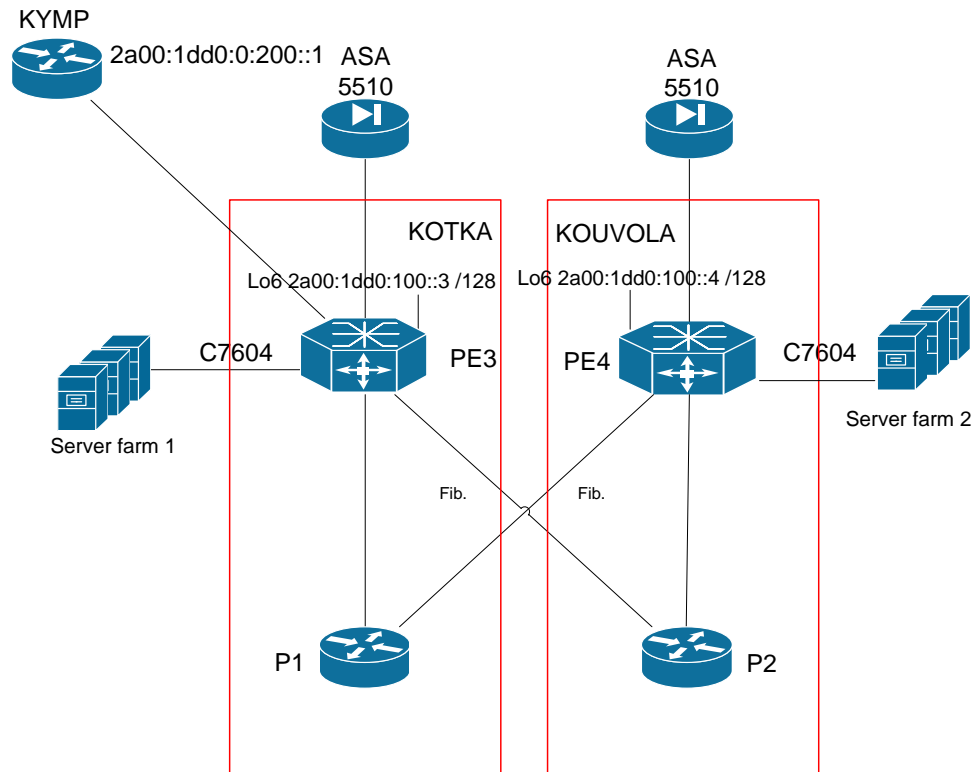 KYMP
2a00:1dd0:0:200::1
ASA
5510
ASA
5510
KOTKA
KOUVOLA
Lo6 2a00:1dd0:100::3 /128
Lo6 2a00:1dd0:100::4 /128
C7604
PE3
PE4
C7604
Server farm 1
Server farm 2
Fib.
Fib.
P1
P2